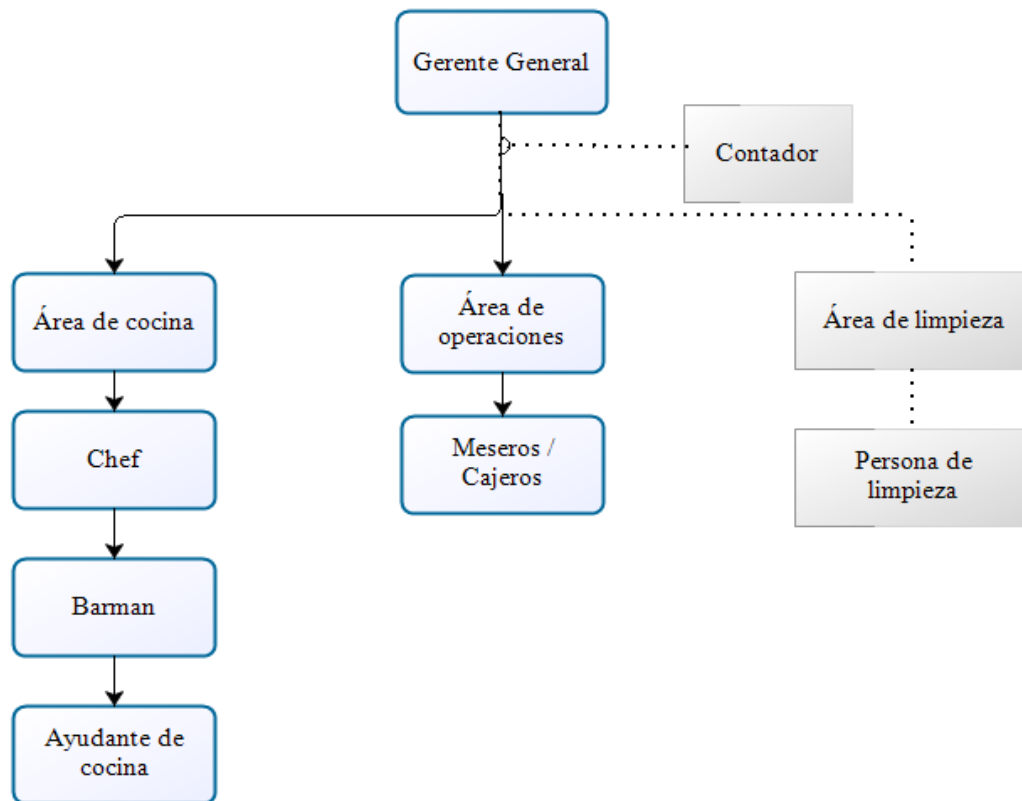 Gerente General
Contador
Área de cocina
Área de
operaciones
Área de limpieza
Chef
Meseros /
Cajeros
Persona de
limpieza
Barman
Ayudante de
cocina